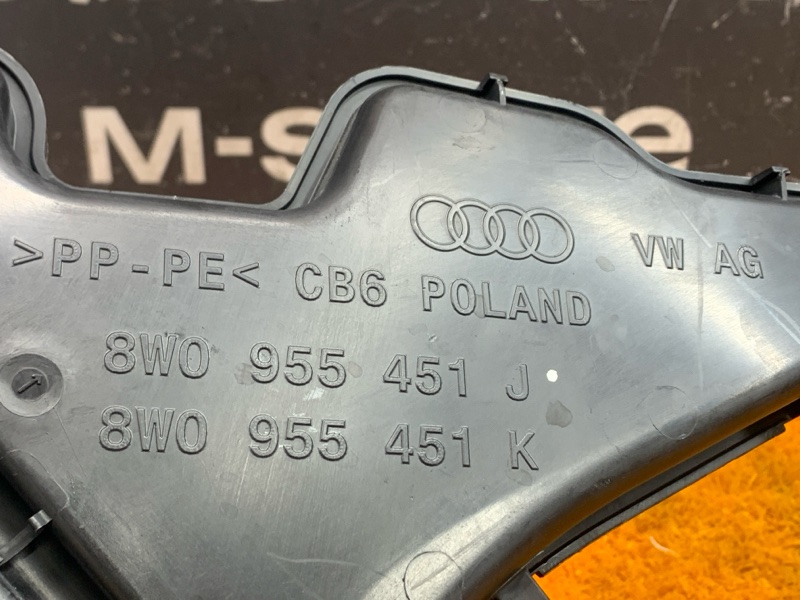 VW AG
>PP-PE< CB6 POLAND
8W0 955 451 J
8W0 955 451 K